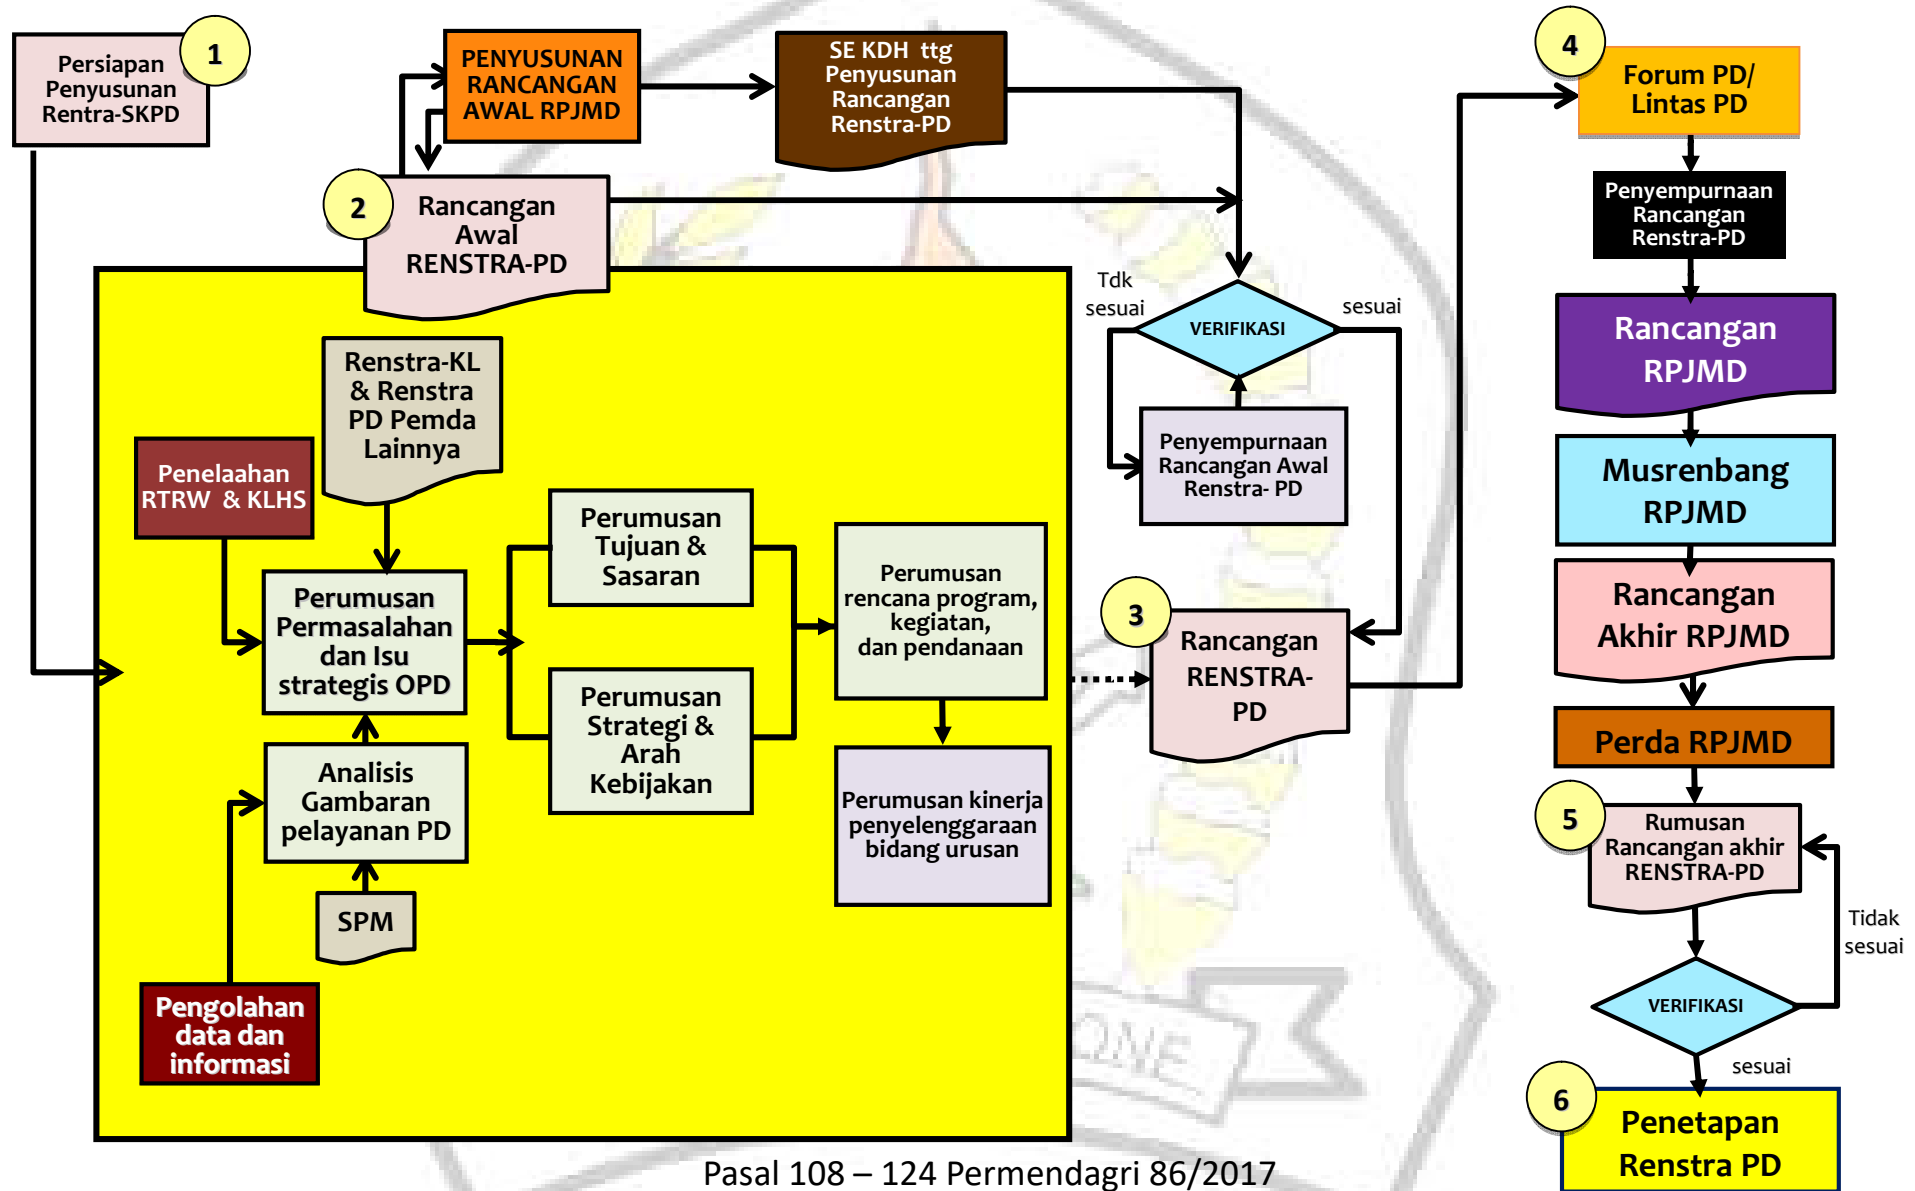 1
Persiapan
Penyusunan
Rentra-SKPD
PENYUSUNAN
RANCANGAN
AWAL RPJMD
SE KDH ttg
Penyusunan
Rancangan
Renstra-PD
2
Rancangan
Awal
RENSTRA-PD
Renstra-KL
& Renstra
PD Pemda
Lainnya
Penelaahan
RTRW & KLHS
Perumusan
Permasalahan
dan Isu
strategis OPD
Analisis
Gambaran
pelayanan PD
SPM
Pengolahan
data dan
informasi
Perumusan
Tujuan &
Sasaran
Perumusan
Strategi &
Arah
Kebijakan
Perumusan
rencana program,
kegiatan,
dan pendanaan
Perumusan kinerja
penyelenggaraan
bidang urusan
Tdk
sesuai
VERIFIKASI
sesuai
Penyempurnaan
Rancangan Awal
Renstra- PD
3
Rancangan
RENSTRA-
PD
4
Forum PD/
Lintas PD
Penyempurnaan
Rancangan
Renstra-PD
Rancangan
RPJMD
Musrenbang
RPJMD
Rancangan
Akhir RPJMD
Perda RPJMD
5
Rumusan
Rancangan akhir
RENSTRA-PD
Tidak
sesuai
VERIFIKASI
sesuai
6
Penetapan
Renstra PD
Pasal 108 – 124 Permendagri 86/2017